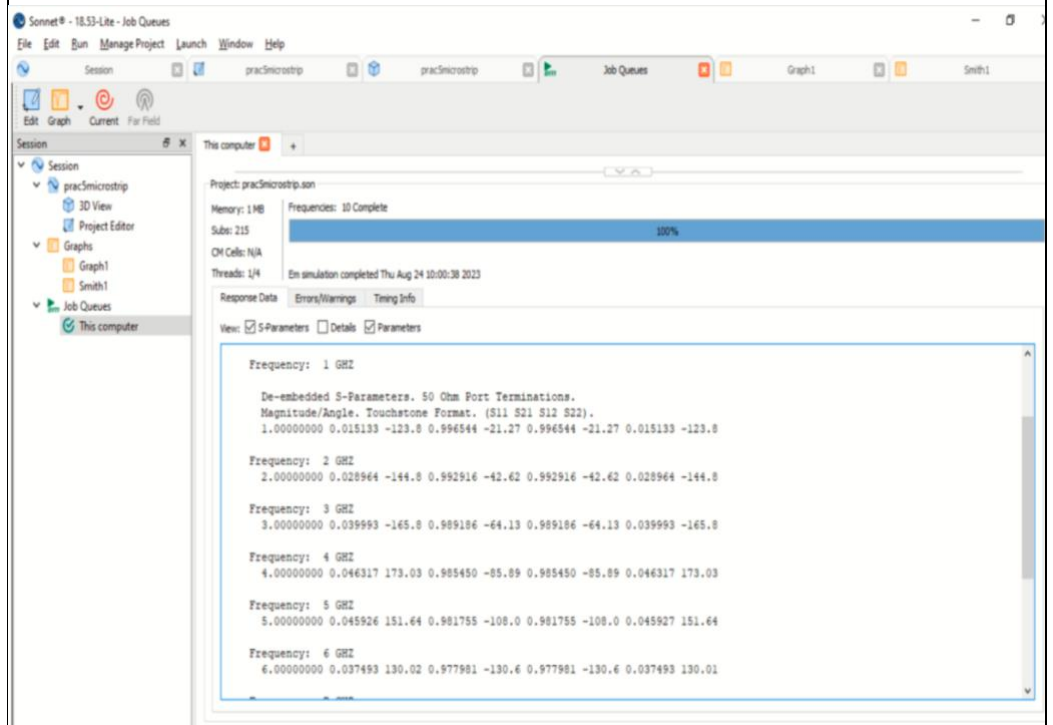 Sonnet® - 18.53-Lite - Job Queues
File Edit Run Manage Project Launch Window Help
Session prac5microstrip prac5microstrip Job Queues Graph1 Smith1
Edit Graph Current Far Field
Session
This computer
Session
prac5microstrip
3D View
Project Editor
Graphs
Graph1
Smith1
Job Queues
This computer
Project: prac5microstrip.son
Memory: 1 MB
Frequencies: 10 Complete
Subs: 215
100%
CM Cells: N/A
Threads: 1/4
Em simulation completed Thu Aug 24 10:00:38 2023
Response Data Errors/Warnings Timing Info
View: S-Parameters Details Parameters
Frequency: 1 GHZ
De-embedded S-Parameters. 50 Ohm Port Terminations.
Magnitude/Angle. Touchstone Format. (S11 S21 S12 S22).
1.00000000 0.015133 -123.8 0.996544 -21.27 0.996544 -21.27 0.015133 -123.8
Frequency: 2 GHZ
2.00000000 0.028964 -144.8 0.992916 -42.62 0.992916 -42.62 0.028964 -144.8
Frequency: 3 GHZ
3.00000000 0.039993 -165.8 0.989186 -64.13 0.989186 -64.13 0.039993 -165.8
Frequency: 4 GHZ
4.00000000 0.046317 173.03 0.985450 -85.89 0.985450 -85.89 0.046317 173.03
Frequency: 5 GHZ
5.00000000 0.045926 151.64 0.981755 -108.0 0.981755 -108.0 0.045927 151.64
Frequency: 6 GHZ
6.00000000 0.037493 130.02 0.977981 -130.6 0.977981 -130.6 0.037493 130.01